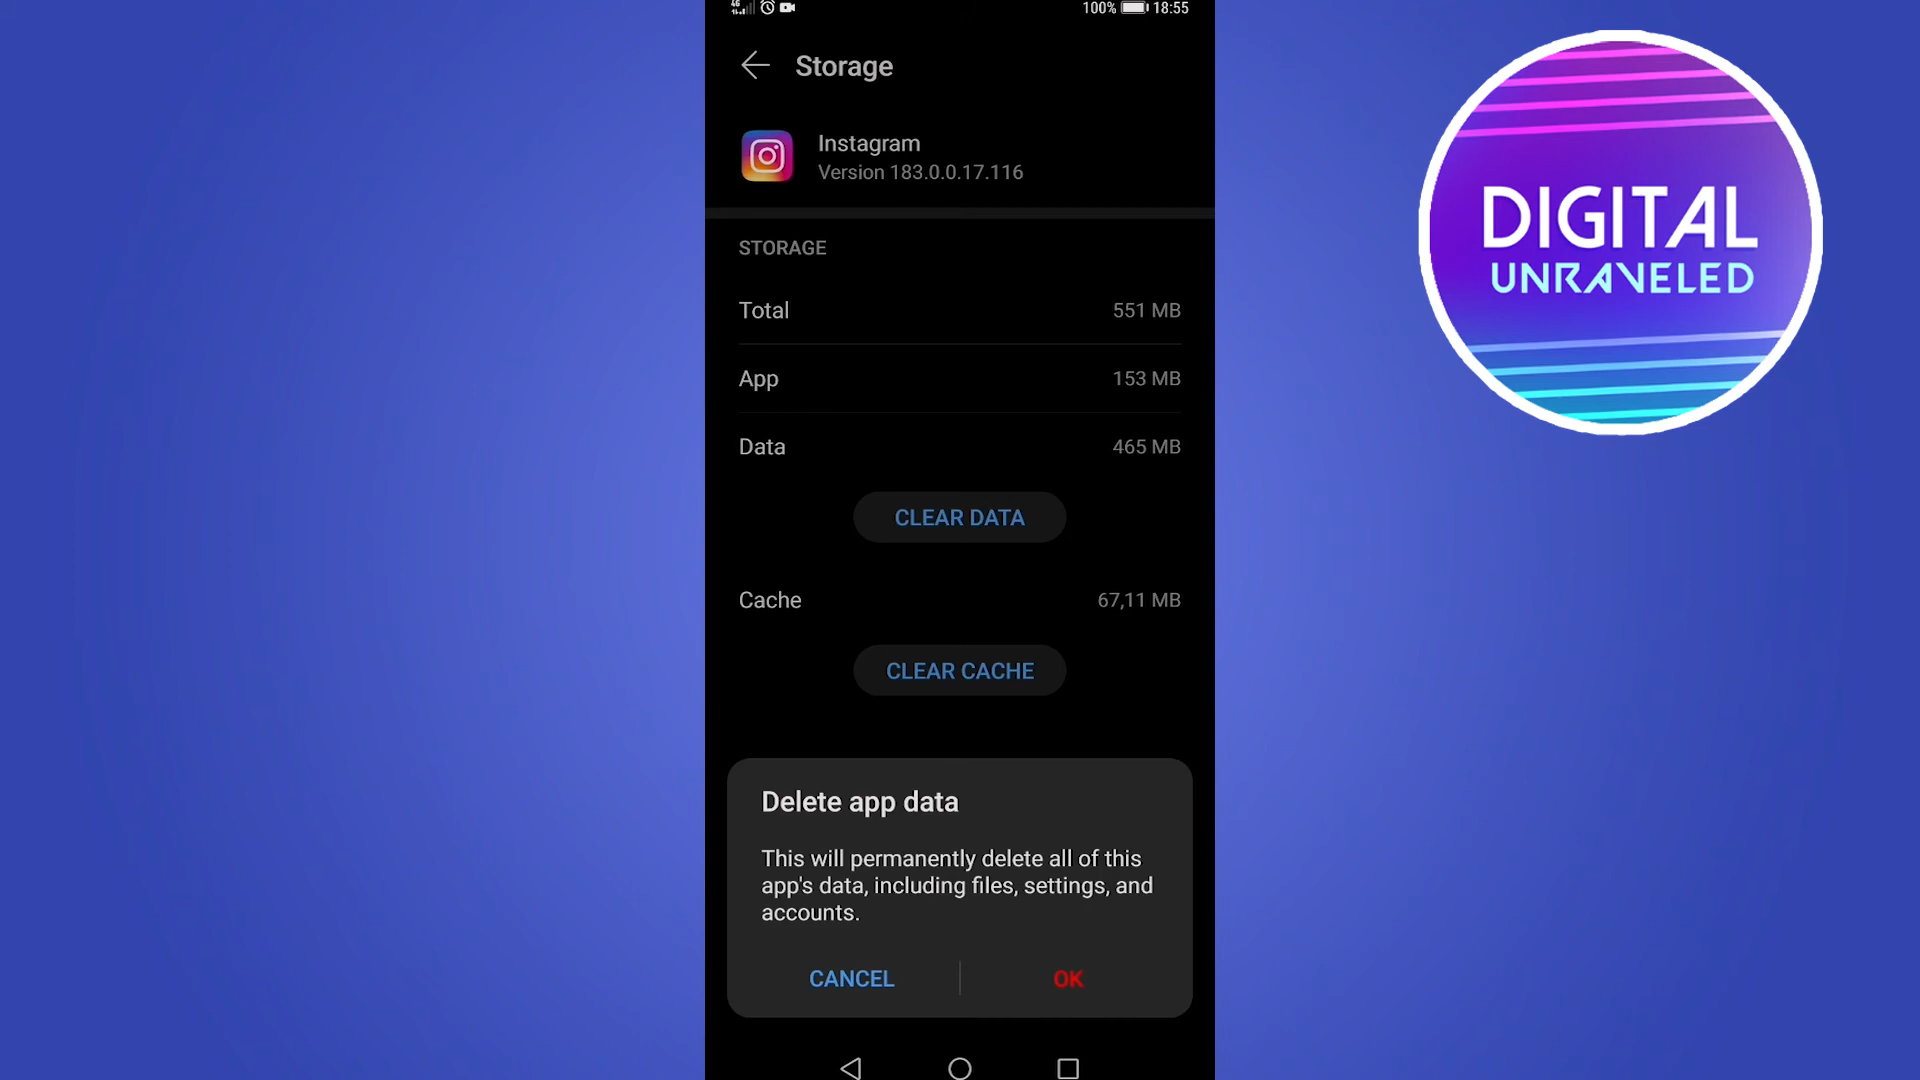 4G 100% 18:55
Storage
Instagram
Version 183.0.0.17.116
STORAGE
Total 551 MB
App 153 MB
Data 465 MB
CLEAR DATA
Cache 67,11 MB
CLEAR CACHE
Delete app data
This will permanently delete all of this
app's data, including files, settings, and
accounts.
CANCEL OK
DIGITAL
UNRAVELED